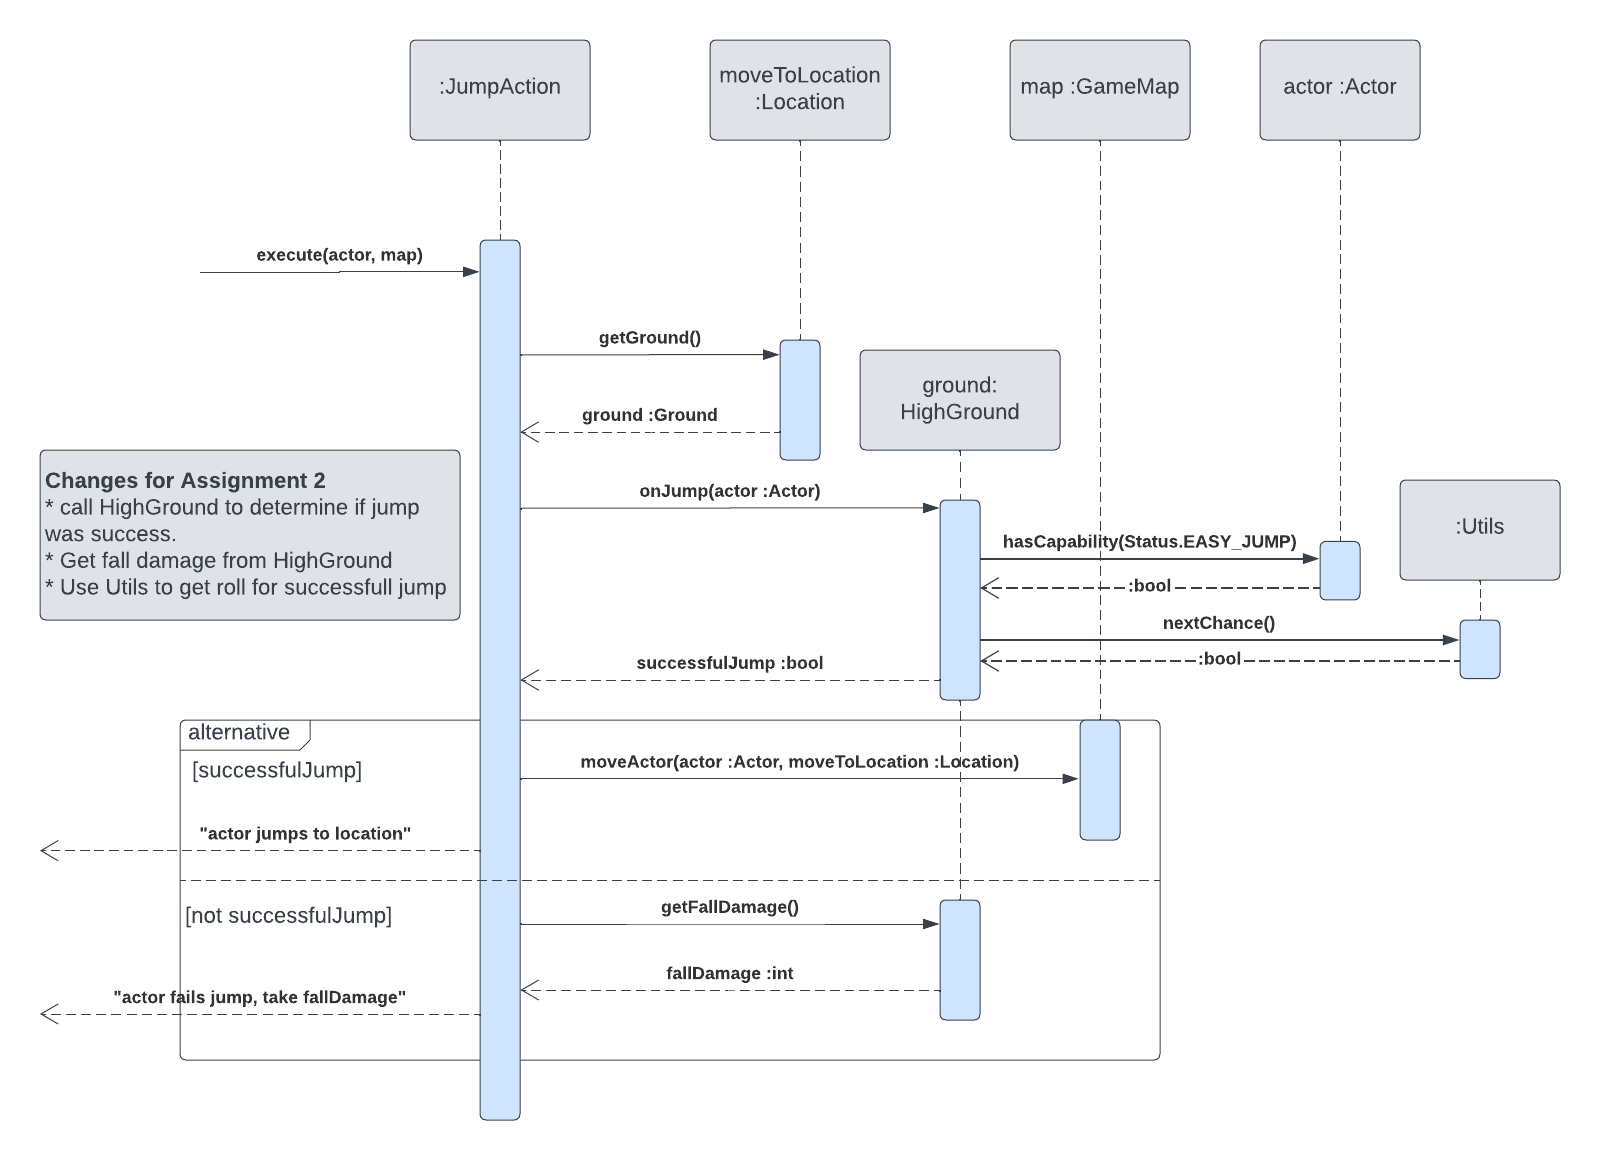 :JumpAction
moveToLocation
:Location
map :GameMap
actor :Actor
execute(actor, map)
getGround()
ground :Ground
ground:
HighGround
Changes for Assignment 2
* call HighGround to determine if jump
was success.
* Get fall damage from HighGround
* Use Utils to get roll for successfull jump
onJump(actor :Actor)
:Utils
hasCapability(Status.EASY_JUMP)
:bool
nextChance()
:bool
successfulJump :bool
alternative
[successfulJump]
moveActor(actor :Actor, moveToLocation :Location)
"actor jumps to location"
[not successfulJump]
getFallDamage()
fallDamage :int
"actor fails jump, take fallDamage"